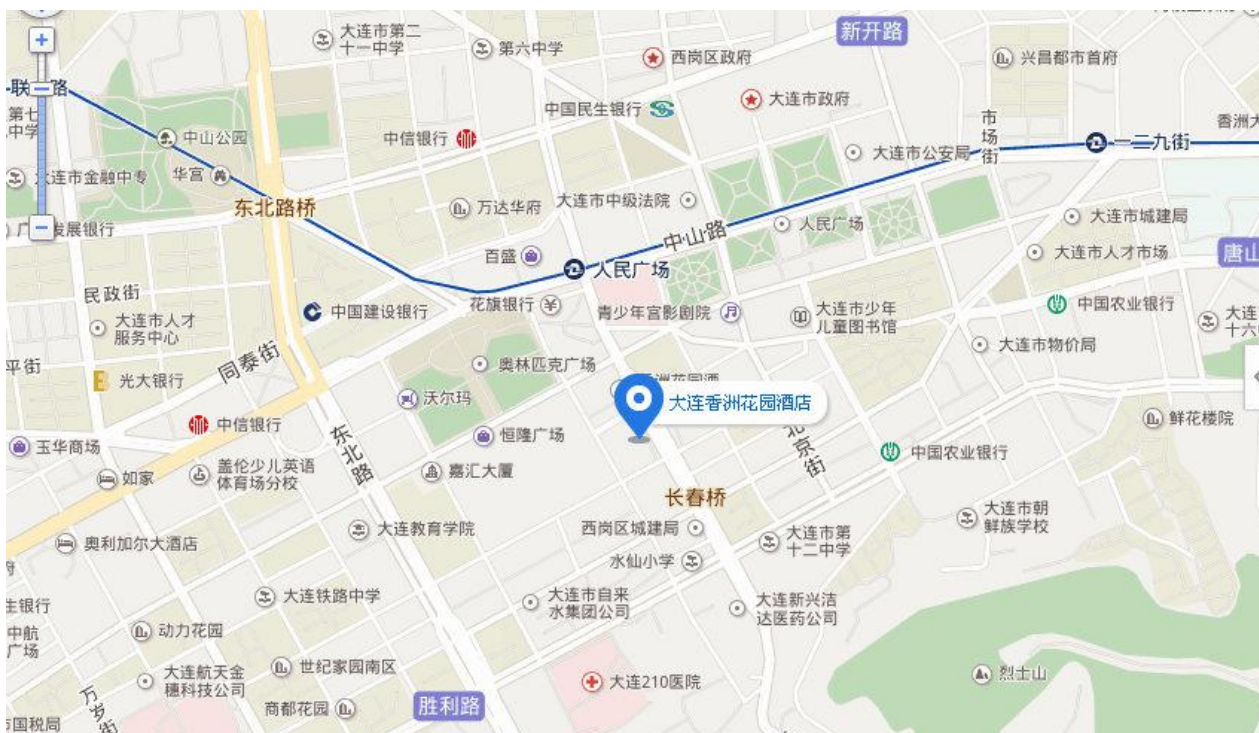 大连市第二
十一中学
第六中学
西岗区政府
新开路
兴昌都市首府
联
路
第七
中学
中山公园
中国民生银行
大连市政府
中信银行
市场街
大连市公安局
一二九街
香洲大
大连市金融中专
华宫
东北路桥
万达华府
大连市中级法院
中山路
人民广场
大连市城建局
发展银行
百盛
人民广场
大连市人才市场
唐山
民政街
花旗银行
青少年宫影剧院
大连市少年
儿童图书馆
中国农业银行
大连市人才
服务中心
中国建设银行
大连
十六
平街
同泰街
奥林匹克广场
大连市物价局
光大银行
沃尔玛
大连香洲花园酒店
中信银行
恒隆广场
北京街
鲜花楼院
玉华商场
东北路
如家
盖伦少儿英语
体育场分校
嘉汇大厦
中国农业银行
长春桥
奥利加尔大酒店
大连教育学院
西岗区城建局
大连市第
十二中学
大连市朝
鲜族学校
水仙小学
生银行
大连铁路中学
大连市自来
水集团公司
大连新兴洁
达医药公司
中航
广场
动力花园
大连航天金
穗科技公司
世纪家园南区
大连210医院
烈士山
万岁街
商都花园
胜利路
国税局